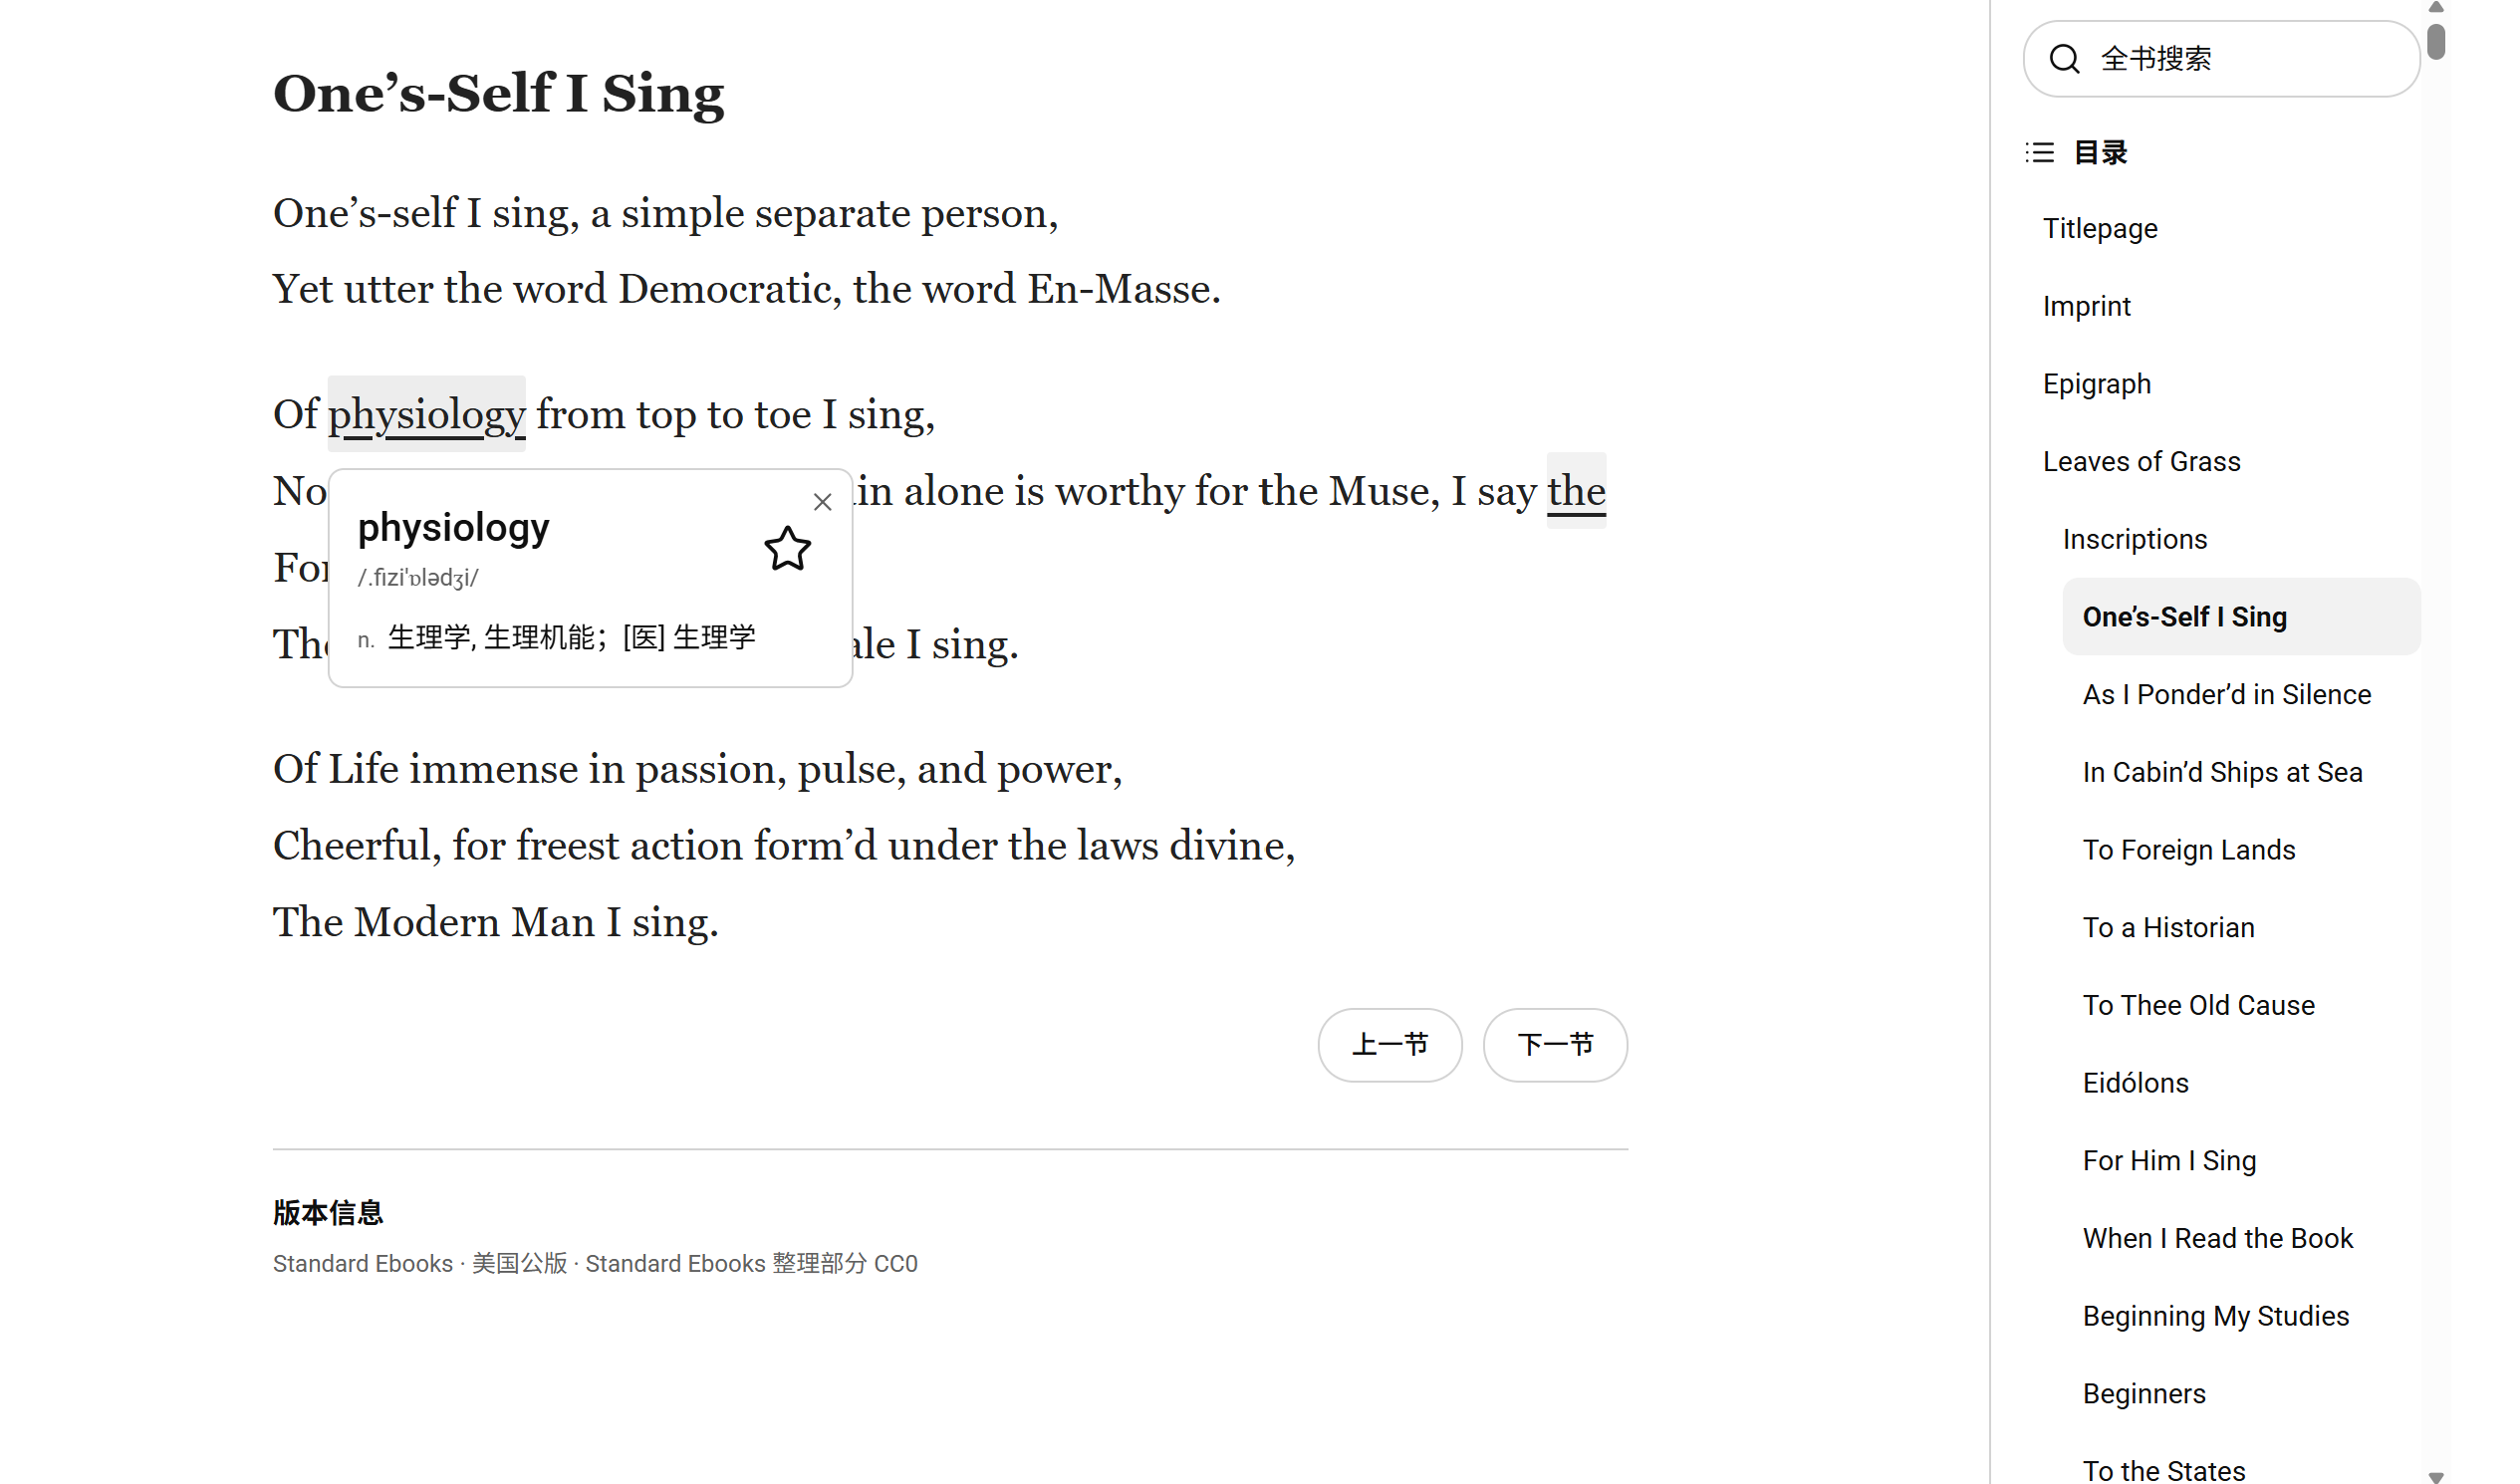 One’s-Self I Sing
One’s-self I sing, a simple separate person,
Yet utter the word Democratic, the word En-Masse.
Of physiology from top to toe I sing,
No in alone is worthy for the Muse, I say the
For
The ale I sing.
physiology
/.fizi'ɒlədʒi/
n. 生理学, 生理机能；[医] 生理学
Of Life immense in passion, pulse, and power,
Cheerful, for freest action form’d under the laws divine,
The Modern Man I sing.
上一节 下一节
版本信息
Standard Ebooks · 美国公版 · Standard Ebooks 整理部分 CC0
全书搜索
目录
Titlepage
Imprint
Epigraph
Leaves of Grass
Inscriptions
One’s-Self I Sing
As I Ponder’d in Silence
In Cabin’d Ships at Sea
To Foreign Lands
To a Historian
To Thee Old Cause
Eidólons
For Him I Sing
When I Read the Book
Beginning My Studies
Beginners
To the States